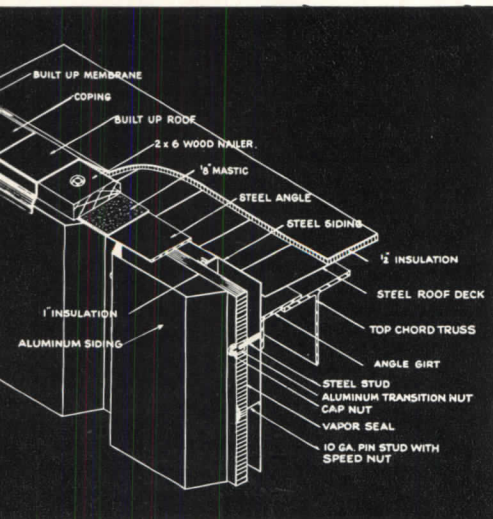 BUILT UP MEMBRANE
COPING
BUILT UP ROOF
2 x 6 WOOD NAILER.
1/8" MASTIC
STEEL ANGLE
STEEL SIDING
1/2" INSULATION
STEEL ROOF DECK
1" INSULATION
TOP CHORD TRUSS
ALUMINUM SIDING
ANGLE GIRT
STEEL STUD
ALUMINUM TRANSITION NUT
CAP NUT
VAPOR SEAL
10 GA. PIN STUD WITH
SPEED NUT